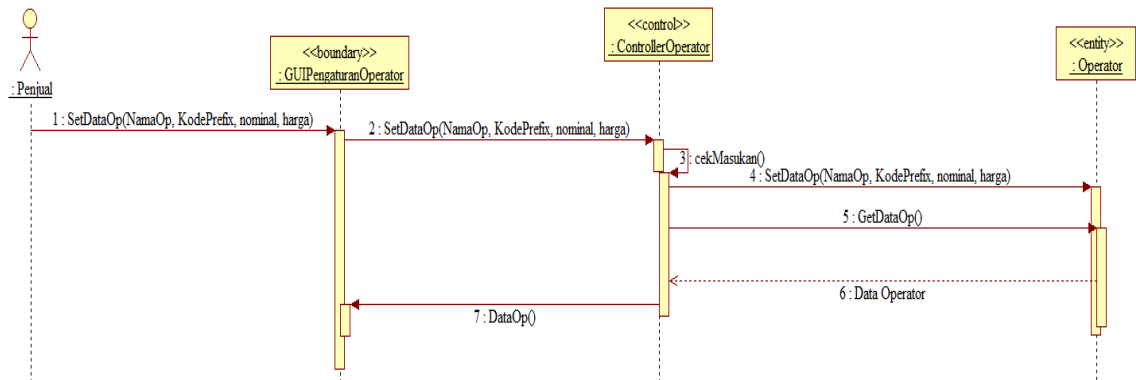 <<control>>
: ControllerOperator
<<boundary>>
: GUIPengaturanOperator
<<entity>>
: Operator
: Penjual
1 : SetDataOp(NamaOp, KodePrefix, nominal, harga)
2 : SetDataOp(NamaOp, KodePrefix, nominal, harga)
3 : cekMasukan()
4 : SetDataOp(NamaOp, KodePrefix, nominal, harga)
5 : GetDataOp()
6 : Data Operator
7 : DataOp()